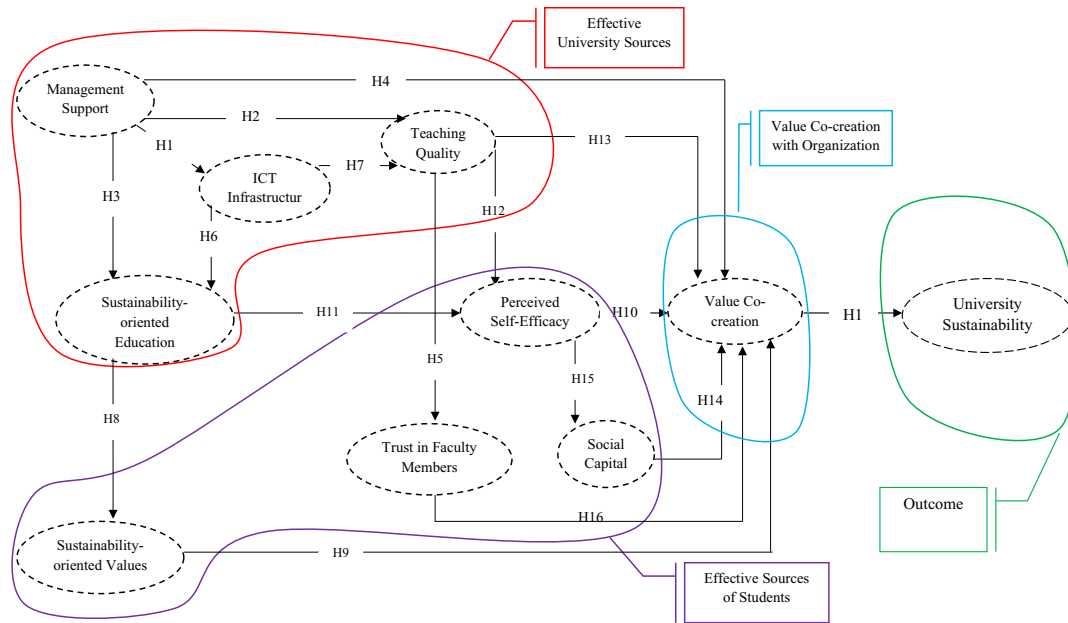 Effective
University Sources
Management
Support
H4
H2
Teaching
Quality
H13
Value Co-creation
with Organization
H1
H7
ICT
Infrastructur
H3
H12
H6
Sustainability-
oriented
Education
H11
Perceived
Self-Efficacy
H10
Value Co-
creation
H1
University
Sustainability
H5
H15
H14
H8
Trust in Faculty
Members
Social
Capital
Outcome
H16
Sustainability-
oriented Values
H9
Effective Sources
of Students